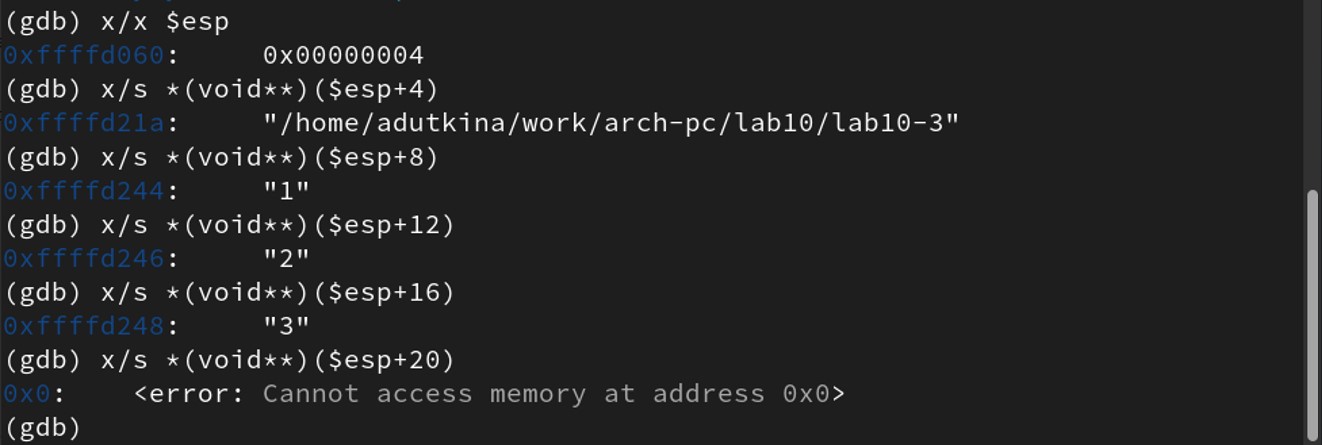 (gdb) x/x $esp
0xffffd060:     0x00000004
(gdb) x/s *(void**)($esp+4)
0xffffd21a:     "/home/adutkina/work/arch-pc/lab10/lab10-3"
(gdb) x/s *(void**)($esp+8)
0xffffd244:     "1"
(gdb) x/s *(void**)($esp+12)
0xffffd246:     "2"
(gdb) x/s *(void**)($esp+16)
0xffffd248:     "3"
(gdb) x/s *(void**)($esp+20)
0x0:    <error: Cannot access memory at address 0x0>
(gdb)